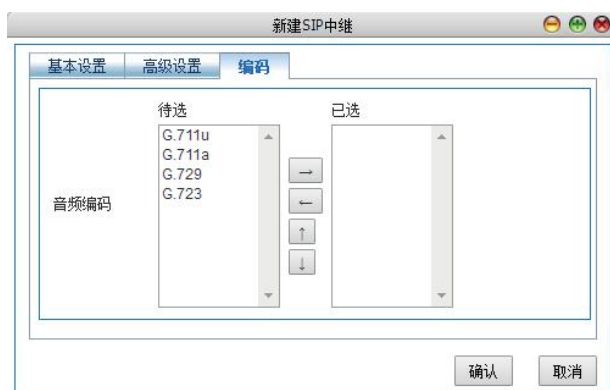 新建SIP中继
基本设置 高级设置 编码
待选 已选
G.711u
G.711a
G.729
G.723
音频编码
→
←
↑
↓
确认 取消